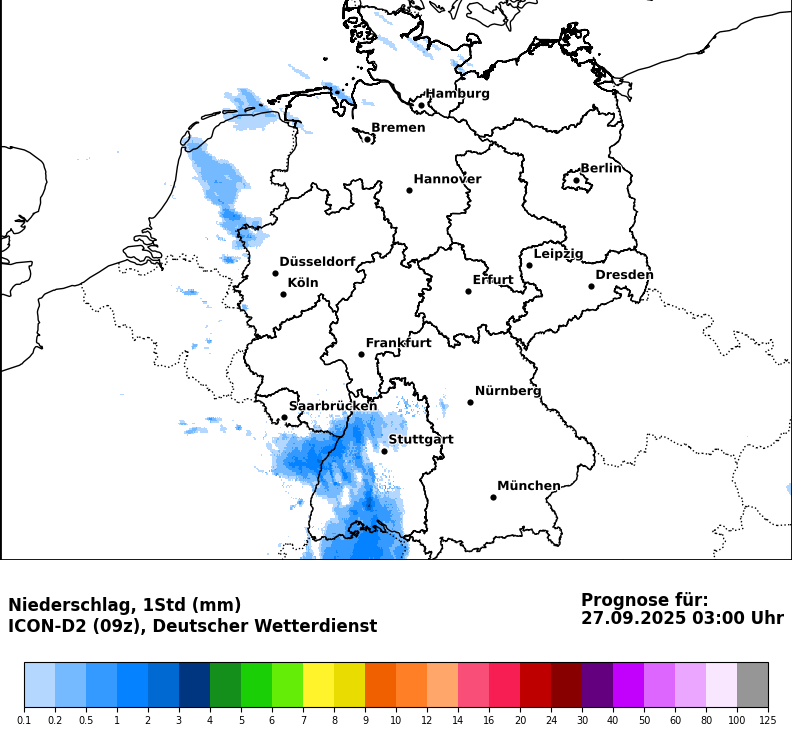 Hamburg
Bremen
Berlin
Hannover
Leipzig
Düsseldorf
Dresden
Köln
Erfurt
Frankfurt
Nürnberg
Saarbrücken
Stuttgart
München
Niederschlag, 1Std (mm)
ICON-D2 (09z), Deutscher Wetterdienst
Prognose für:
27.09.2025 03:00 Uhr
0.1 0.2 0.5 1 2 3 4 5 6 7 8 9 10 12 14 16 20 24 30 40 50 60 80 100 125